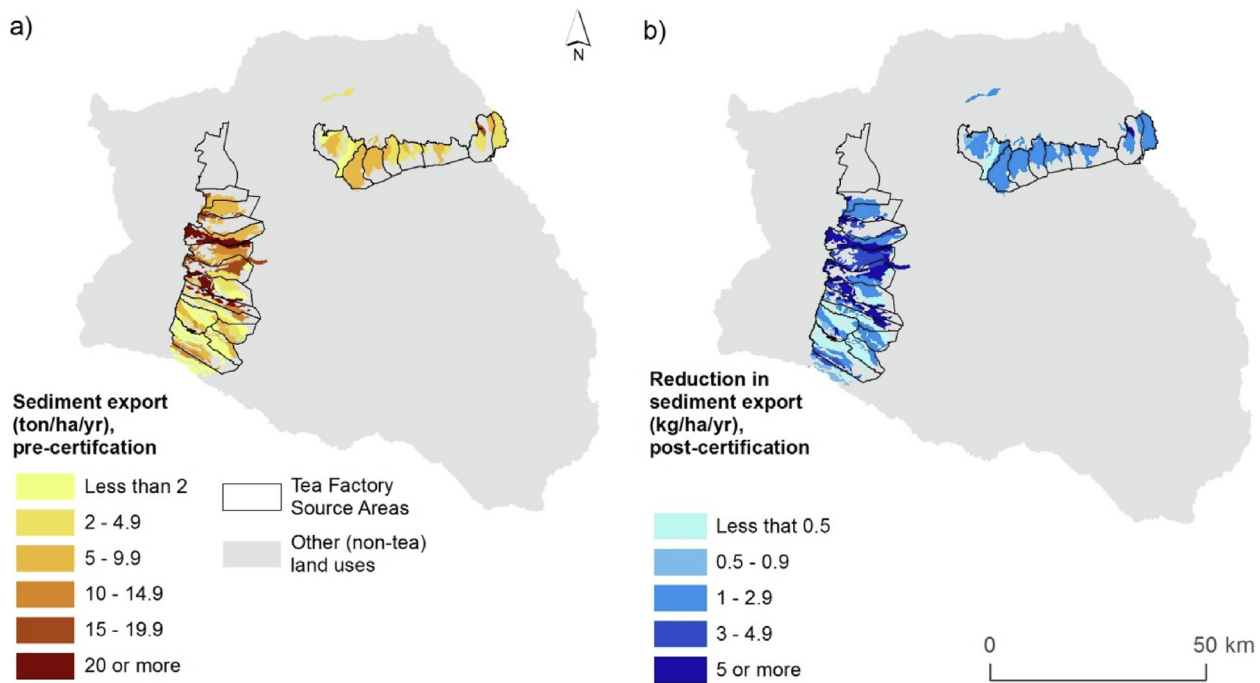 a)
N
b)
Sediment export
(ton/ha/yr),
pre-certifcation
Less than 2
2 - 4.9
5 - 9.9
10 - 14.9
15 - 19.9
20 or more
Tea Factory
Source Areas
Other (non-tea)
land uses
Reduction in
sediment export
(kg/ha/yr),
post-certification
Less that 0.5
0.5 - 0.9
1 - 2.9
3 - 4.9
5 or more
0
50 km